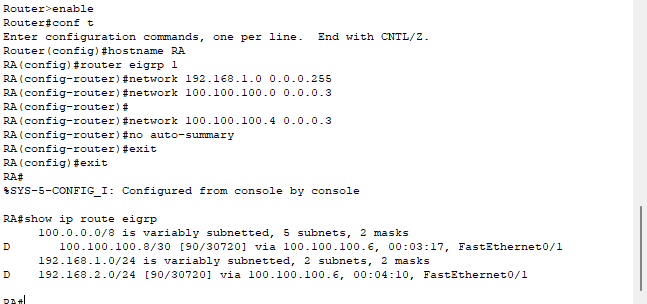 Router>enable
Router#conf t
Enter configuration commands, one per line.  End with CNTL/Z.
Router(config)#hostname RA
RA(config)#router eigrp 1
RA(config-router)#network 192.168.1.0 0.0.0.255
RA(config-router)#network 100.100.100.0 0.0.0.3
RA(config-router)#
RA(config-router)#network 100.100.100.4 0.0.0.3
RA(config-router)#no auto-summary
RA(config-router)#exit
RA(config)#exit
RA#
%SYS-5-CONFIG_I: Configured from console by console
RA#show ip route eigrp
     100.0.0.0/8 is variably subnetted, 5 subnets, 2 masks
D       100.100.100.8/30 [90/30720] via 100.100.100.6, 00:03:17, FastEthernet0/1
     192.168.1.0/24 is variably subnetted, 2 subnets, 2 masks
D    192.168.2.0/24 [90/30720] via 100.100.100.6, 00:04:10, FastEthernet0/1
RA#